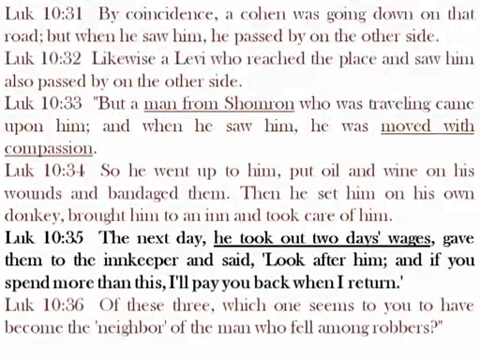 Luk 10:31 By coincidence, a cohen was going down on that
road; but when he saw him, he passed by on the other side.
Luk 10:32 Likewise a Levi who reached the place and saw him
also passed by on the other side.
Luk 10:33 "But a man from Shomron who was traveling came
upon him; and when he saw him, he was moved with
compassion.
Luk 10:34 So he went up to him, put oil and wine on his
wounds and bandaged them. Then he set him on his own
donkey, brought him to an inn and took care of him.
Luk 10:35 The next day, he took out two days' wages, gave
them to the innkeeper and said, 'Look after him; and if you
spend more than this, I'll pay you back when I return.'
Luk 10:36 Of these three, which one seems to you to have
become the 'neighbor' of the man who fell among robbers?"